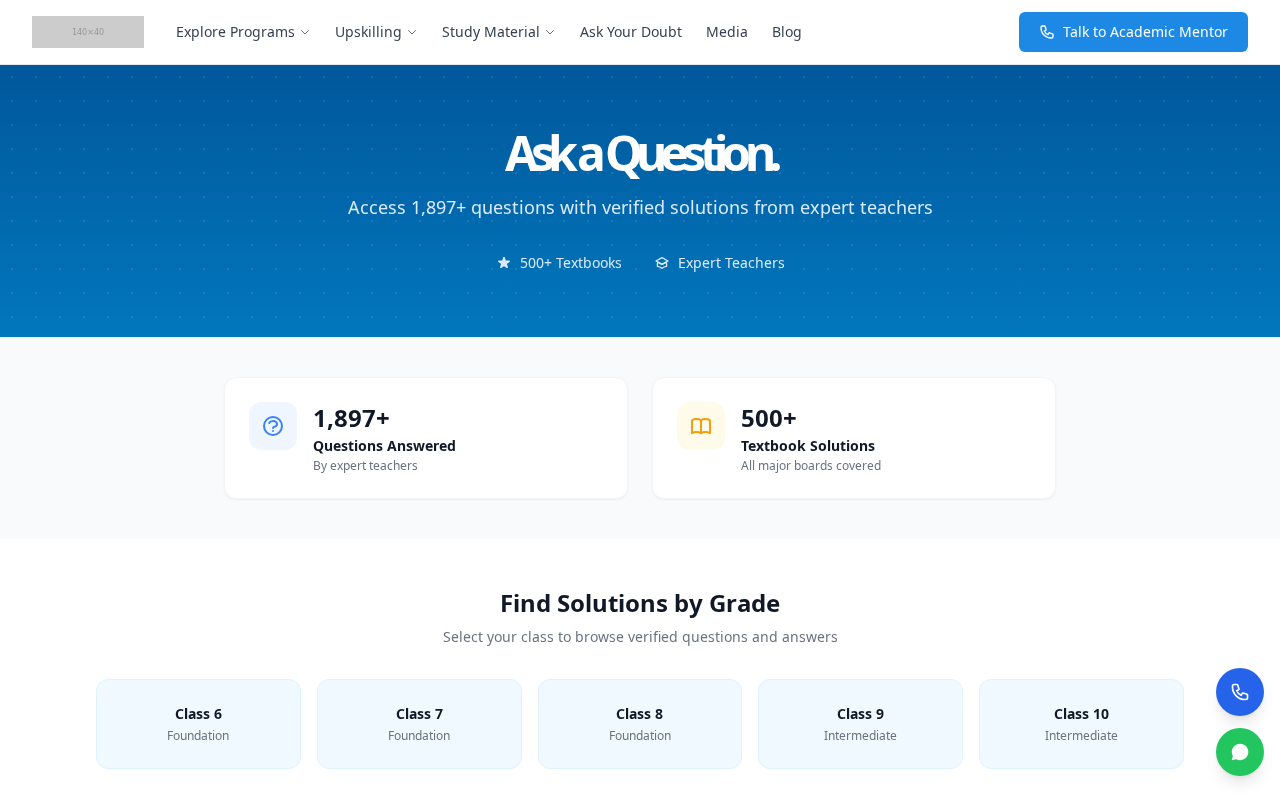 140×40
Explore Programs
Upskilling
Study Material
Ask Your Doubt
Media
Blog
Talk to Academic Mentor
Ask a Question.
Access 1,897+ questions with verified solutions from expert teachers
500+ Textbooks
Expert Teachers
1,897+
Questions Answered
By expert teachers
500+
Textbook Solutions
All major boards covered
Find Solutions by Grade
Select your class to browse verified questions and answers
Class 6
Foundation
Class 7
Foundation
Class 8
Foundation
Class 9
Intermediate
Class 10
Intermediate